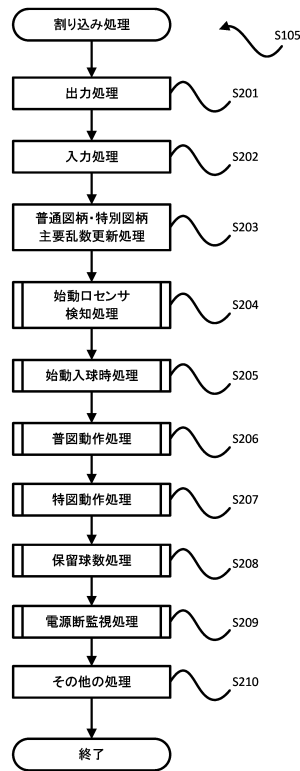 割り込み処理
S105
出力処理
S201
入力処理
S202
普通図柄・特別図柄
主要乱数更新処理
S203
始動口センサ
検知処理
S204
始動入球時処理
S205
普図動作処理
S206
特図動作処理
S207
保留球数処理
S208
電源断監視処理
S209
その他の処理
S210
終了